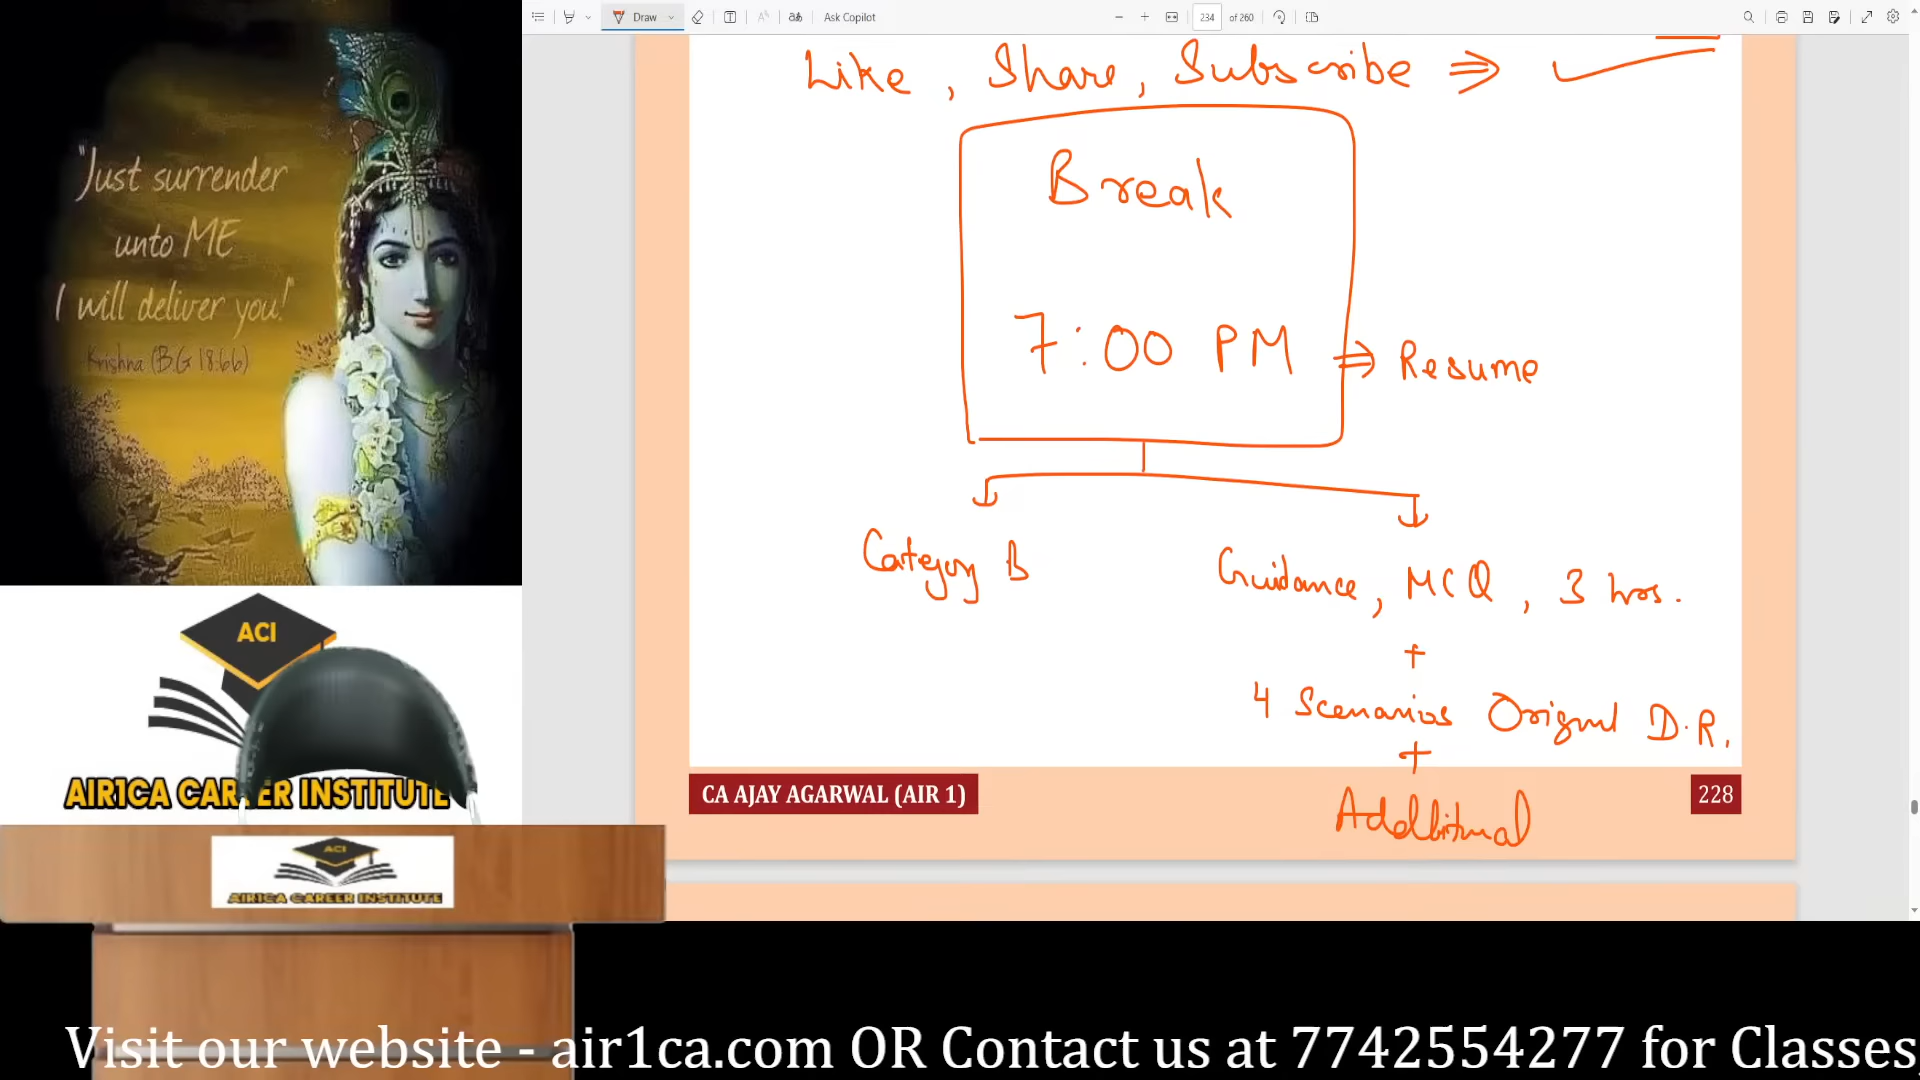 "Just surrender
unto ME
I will deliver you!"
Krishna (B.G 18:66)
ACI
AIR1CA CAREER INSTITUTE
ACI
AIR1CA CAREER INSTITUTE
Draw
Ask Copilot
234 of 260
Like, Share, Subscribe ⇒
Break
7:00 PM ⇒ Resume
Category B
Guidance, MCQ, 3 hrs.
+
4 Scenarios Original D.R.
+
Additional
CA AJAY AGARWAL (AIR 1)
228
Visit our website - air1ca.com OR Contact us at 7742554277 for Classes